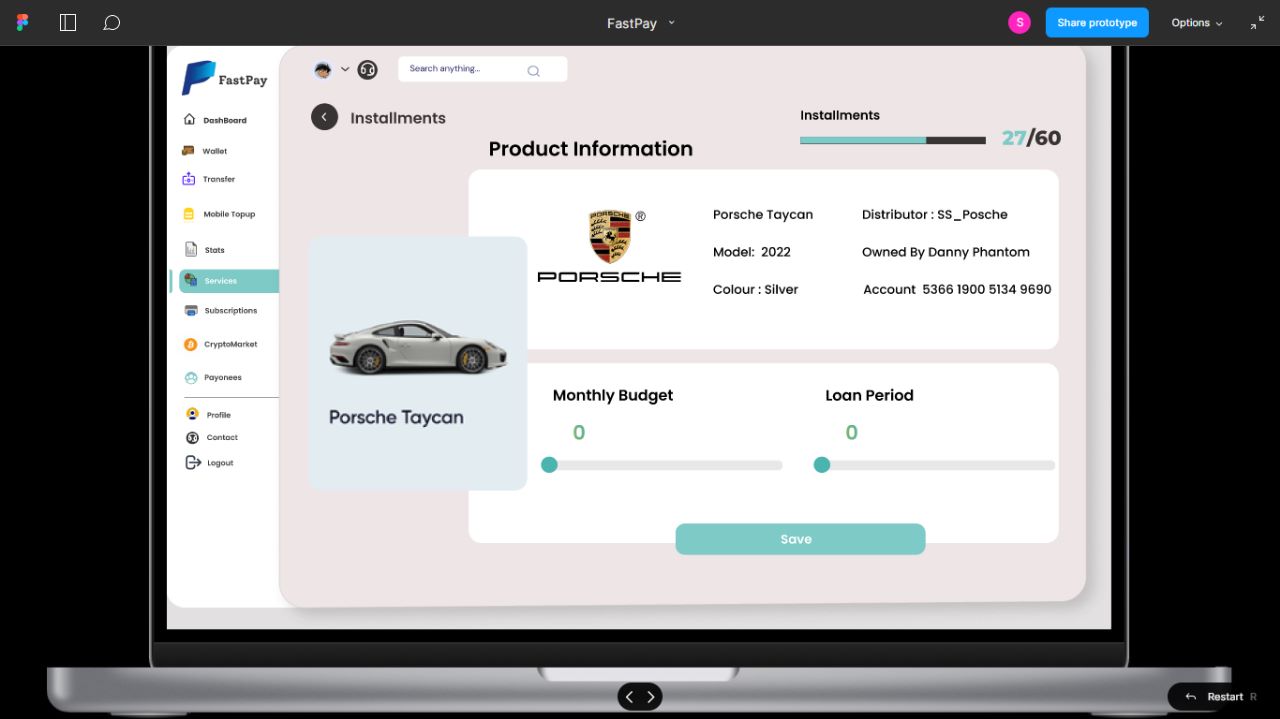 FastPay
S
Share prototype
Options
FastPay
Search anything...
DashBoard
Wallet
Transfer
Mobile Topup
Stats
Services
Subscriptions
CryptoMarket
Payonees
Profile
Contact
Logout
Installments
Installments
27/60
Product Information
PORSCHE
®
PORSCHE
Porsche Taycan
Distributor : SS_Posche
Model: 2022
Owned By Danny Phantom
Colour : Silver
Account 5366 1900 5134 9690
Porsche Taycan
Monthly Budget
Loan Period
0
0
Save
Restart R